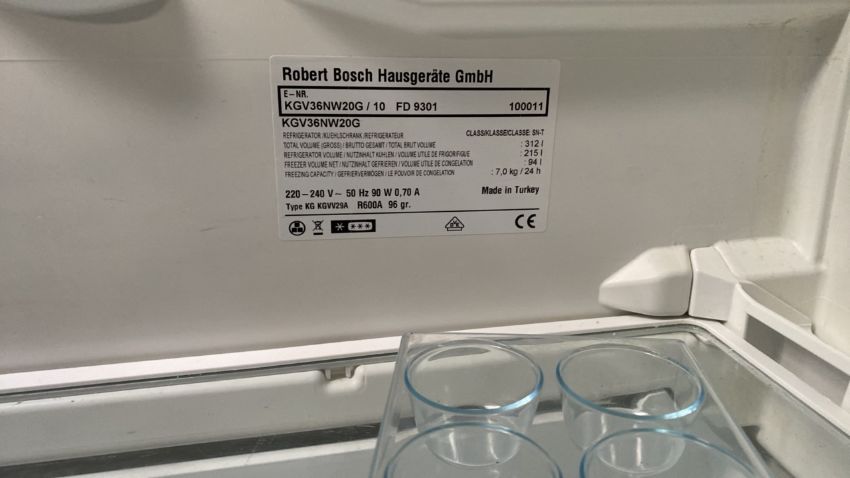 Robert Bosch Hausgeräte GmbH
E-NR.
KGV36NW20G / 10 FD 9301 100011
KGV36NW20G
REFRIGERATOR / KUEHLSCHRANK / REFRIGERATEUR CLASS/KLASSE/CLASSE: SN-T
TOTAL VOLUME (GROSS) / BRUTTO GESAMT / TOTAL BRUT VOLUME : 312 l
REFRIGERATOR VOLUME / NUTZINHALT KUHLEN / VOLUME UTILE DE FRIGORIFIGUE : 215 l
FREEZER VOLUME NET / NUTZINHALT GEFRIEREN / VOLUME UTILE DE CONGELATION : 94 l
FREEZING CAPACITY / GEFRIERVERMÖGEN / LE POUVOIR DE CONGELATION : 7,0 kg / 24 h
220-240 V ~ 50 Hz 90 W 0,70 A Made in Turkey
Type KG KGVV29A R600A 96 gr.
CE